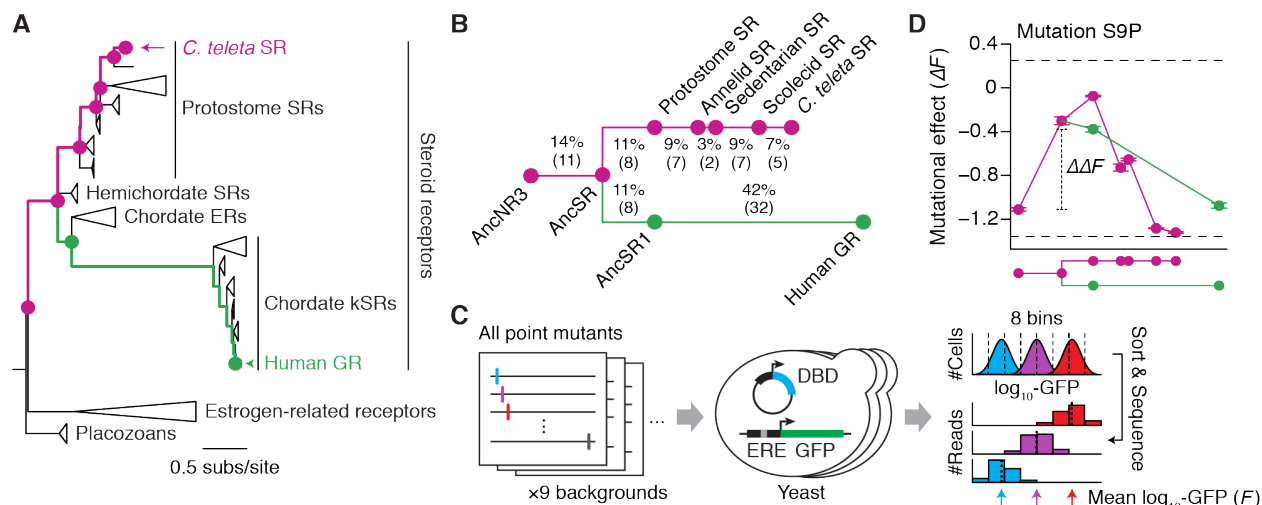 A
C. teleta SR
Protostome SRs
Hemichordate SRs
Chordate ERs
Chordate kSRs
Human GR
Steroid receptors
Estrogen-related receptors
Placozoans
0.5 subs/site
B
Protostome SR
Annelid SR
Sedentarian SR
Scolecid SR
C. teleta SR
14%
(11)
11%
(8)
9%
(7)
3%
(2)
9%
(7)
7%
(5)
11%
(8)
42%
(32)
AncNR3
AncSR
AncSR1
Human GR
C
All point mutants
...
...
×9 backgrounds
DBD
ERE GFP
Yeast
8 bins
#Cells
log10-GFP
#Reads
Sort & Sequence
Mean log10-GFP (F)
D
Mutation S9P
Mutational effect (ΔF)
0.4
0
−0.4
−0.8
−1.2
ΔΔF